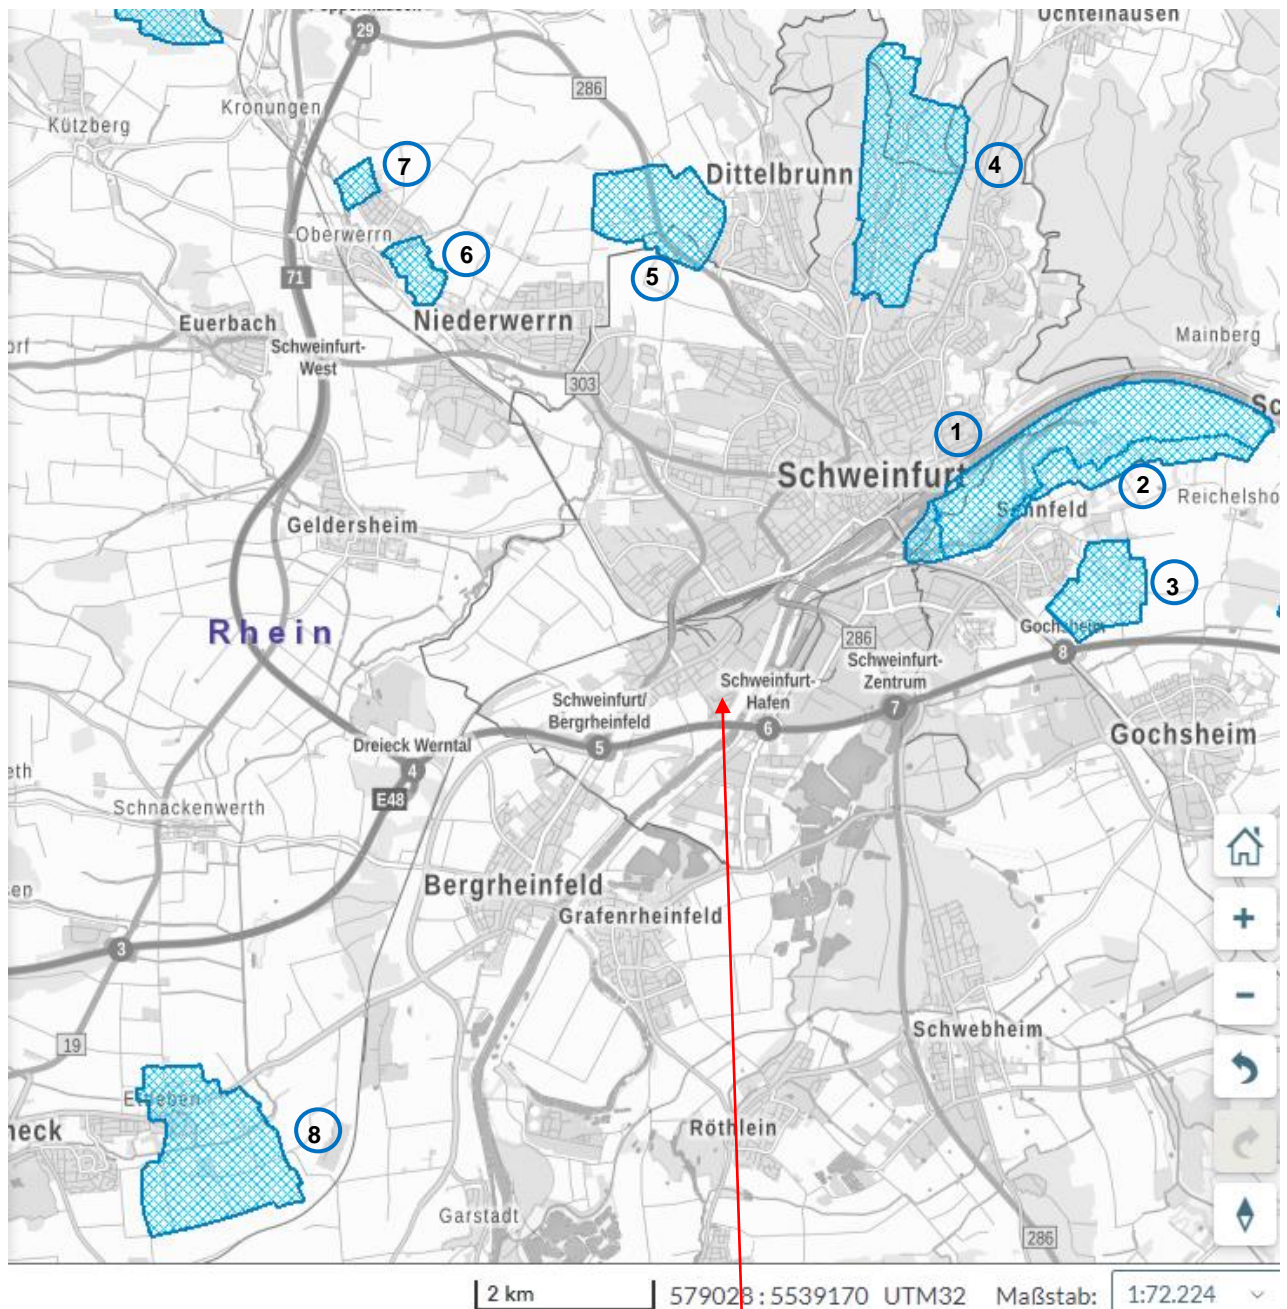 Uchtelhausen
29
286
Kronungen
Kützberg
7
Dittelbrunn
4
Oberwerrn
6
5
71
Euerbach
Niederwerrn
Mainberg
Schweinfurt-
West
303
1
Schweinfurt
2
Sennfeld
Reichelsho
Geldersheim
3
Rhein
286
Gochsheim
8
Schweinfurt-
Zentrum
Schweinfurt-
Hafen
Schweinfurt/
Bergrheinfeld
7
6
5
Gochsheim
Dreieck Werntal
4
E48
Schnackenwerth
Bergrheinfeld
Grafenrheinfeld
3
Schwebheim
19
Röthlein
neck
8
Garstadt
286
2 km
579028 : 5539170 UTM32 Maßstab: 1:72.224